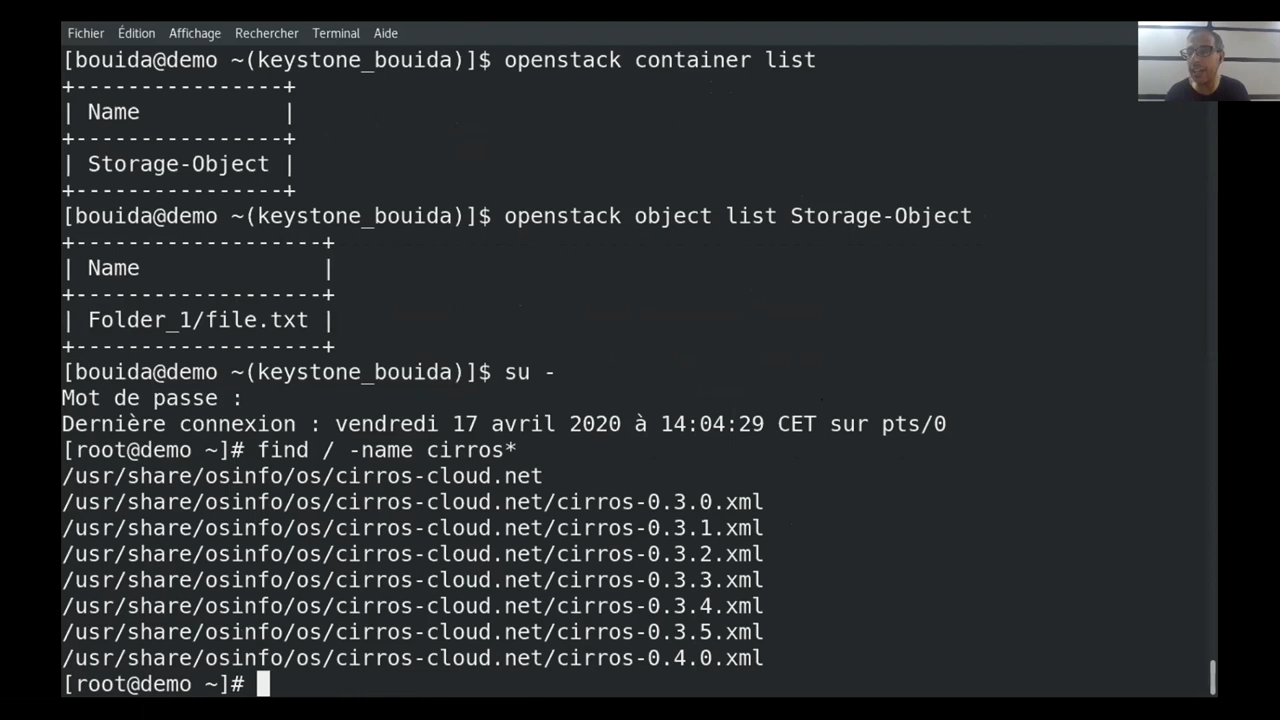 Fichier Édition Affichage Rechercher Terminal Aide
[bouida@demo ~(keystone_bouida)]$ openstack container list
+----------------+
| Name           |
+----------------+
| Storage-Object |
+----------------+
[bouida@demo ~(keystone_bouida)]$ openstack object list Storage-Object
+-------------------+
| Name              |
+-------------------+
| Folder_1/file.txt |
+-------------------+
[bouida@demo ~(keystone_bouida)]$ su -
Mot de passe :
Dernière connexion : vendredi 17 avril 2020 à 14:04:29 CET sur pts/0
[root@demo ~]# find / -name cirros*
/usr/share/osinfo/os/cirros-cloud.net
/usr/share/osinfo/os/cirros-cloud.net/cirros-0.3.0.xml
/usr/share/osinfo/os/cirros-cloud.net/cirros-0.3.1.xml
/usr/share/osinfo/os/cirros-cloud.net/cirros-0.3.2.xml
/usr/share/osinfo/os/cirros-cloud.net/cirros-0.3.3.xml
/usr/share/osinfo/os/cirros-cloud.net/cirros-0.3.4.xml
/usr/share/osinfo/os/cirros-cloud.net/cirros-0.3.5.xml
/usr/share/osinfo/os/cirros-cloud.net/cirros-0.4.0.xml
[root@demo ~]#